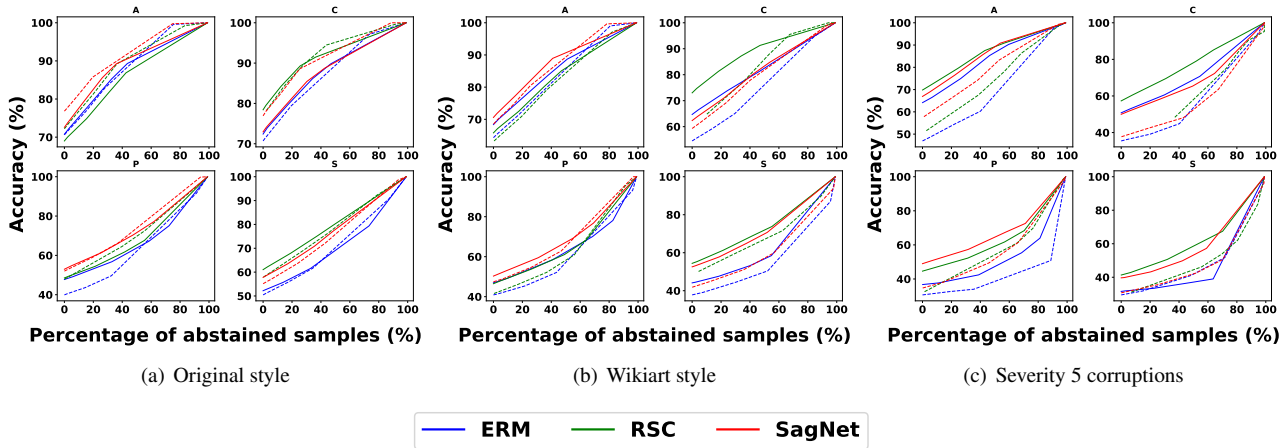 A
C
A
C
A
C
100
90
80
70
0 20 40 60 80 100
100
90
80
70
0 20 40 60 80 100
100
90
80
70
0 20 40 60 80 100
100
90
80
70
60
0 20 40 60 80 100
100
90
80
70
60
50
0 20 40 60 80 100
100
80
60
40
0 20 40 60 80 100
P
S
P
S
P
S
100
80
60
40
0 20 40 60 80 100
100
90
80
70
60
50
0 20 40 60 80 100
100
80
60
40
0 20 40 60 80 100
100
80
60
40
0 20 40 60 80 100
100
80
60
40
0 20 40 60 80 100
100
80
60
40
0 20 40 60 80 100
Accuracy (%)
Accuracy (%)
Accuracy (%)
Percentage of abstained samples (%)
Percentage of abstained samples (%)
Percentage of abstained samples (%)
(a) Original style
(b) Wikiart style
(c) Severity 5 corruptions
ERM RSC SagNet